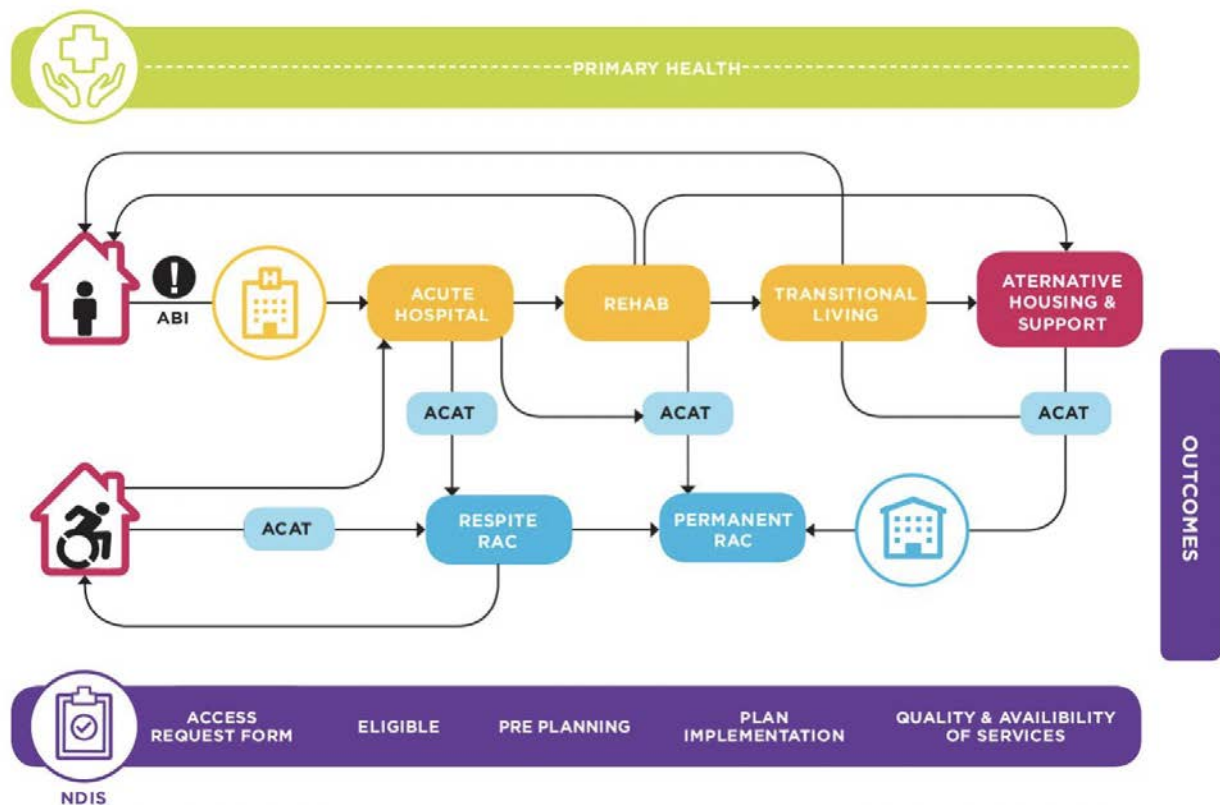 PRIMARY HEALTH
!
ABI
H
ACUTE
HOSPITAL
REHAB
TRANSITIONAL
LIVING
ATERNATIVE
HOUSING &
SUPPORT
ACAT
ACAT
ACAT
ACAT
RESPITE
RAC
PERMANENT
RAC
OUTCOMES
ACCESS
REQUEST FORM
ELIGIBLE
PRE PLANNING
PLAN
IMPLEMENTATION
QUALITY & AVAILIBILITY
OF SERVICES
NDIS